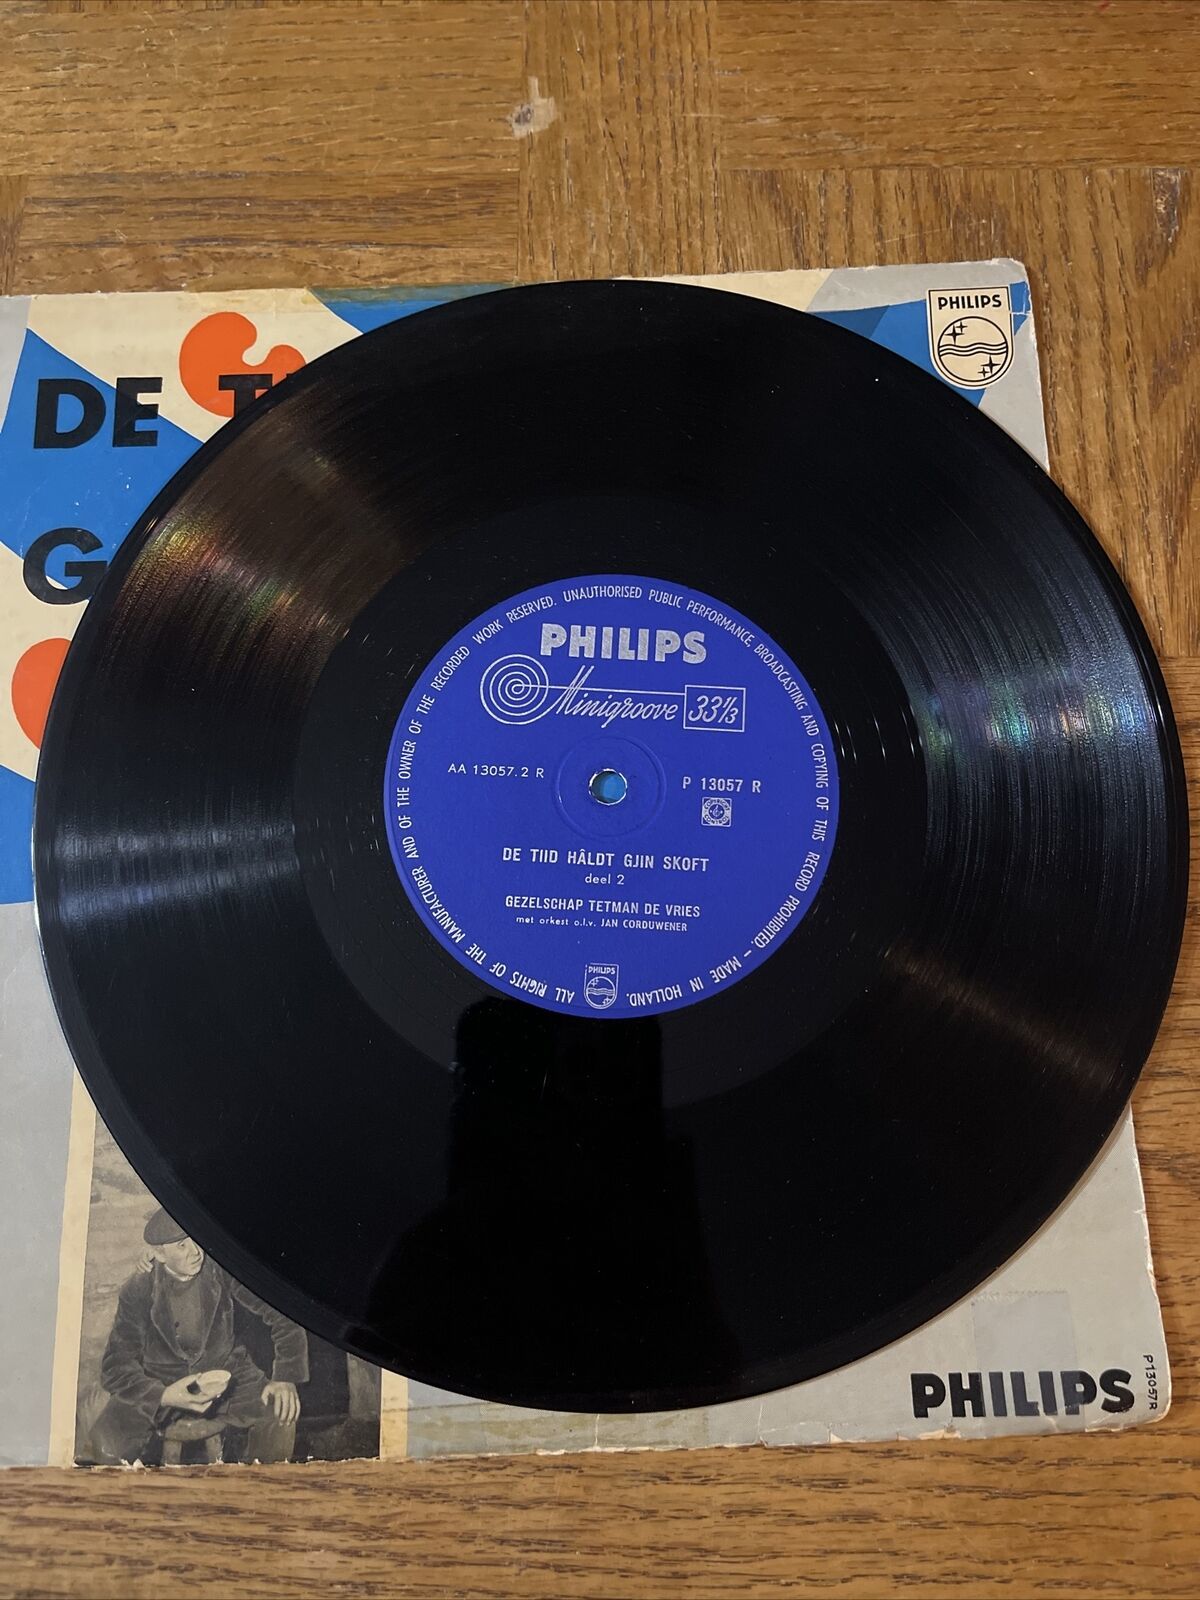 PHILIPS
DE
G
PHILIPS
Minigroove 33⅓
AA 13057.2 R
P 13057 R
DE TIID HÂLDT GJIN SKOFT
deel 2
GEZELSCHAP TETMAN DE VRIES
met orkest o.l.v. JAN CORDUWENER
PHILIPS
ALL RIGHTS OF THE MANUFACTURER AND OF THE OWNER OF THE RECORDED WORK RESERVED. UNAUTHORISED PUBLIC PERFORMANCE, BROADCASTING AND COPYING OF THIS RECORD PROHIBITED. – MADE IN HOLLAND.
PHILIPS
P13057R